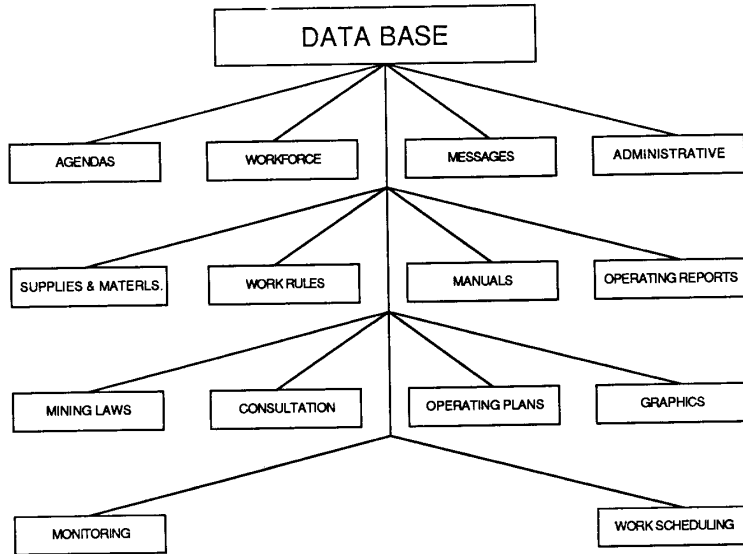 DATA BASE
AGENDAS
WORKFORCE
MESSAGES
ADMINISTRATIVE
SUPPLIES & MATERLS.
WORK RULES
MANUALS
OPERATING REPORTS
MINING LAWS
CONSULTATION
OPERATING PLANS
GRAPHICS
MONITORING
WORK SCHEDULING